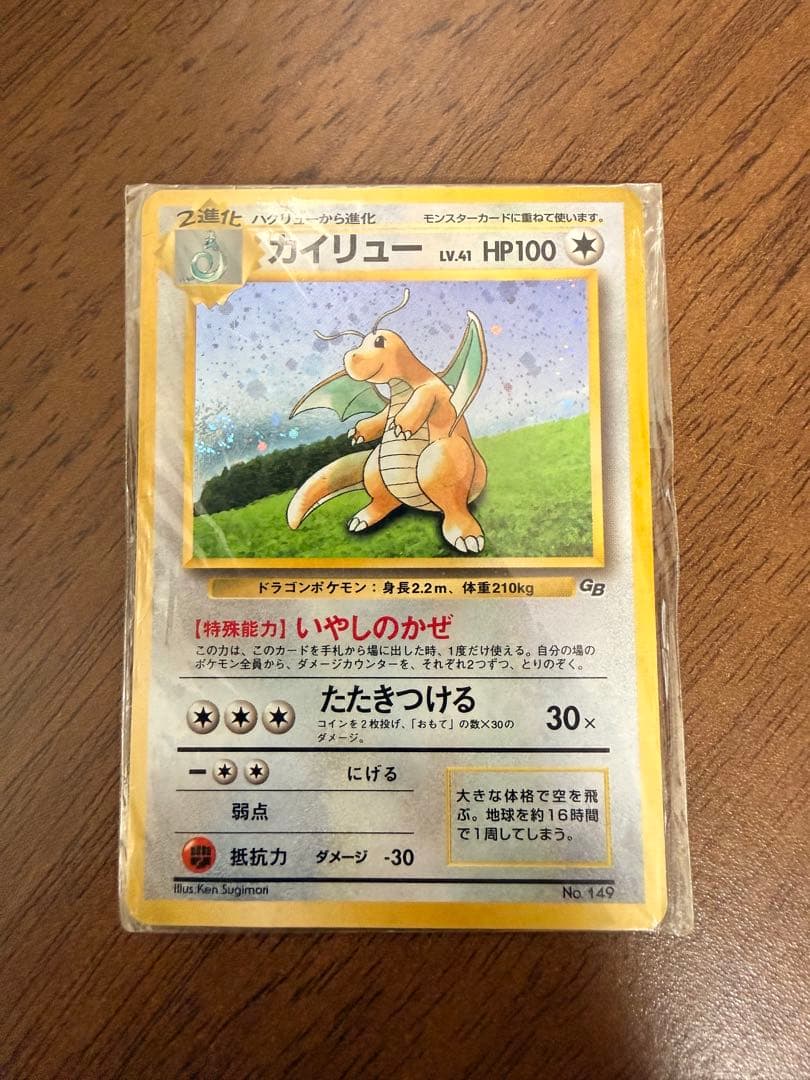 2進化 ハクリューから進化 モンスターカードに重ねて使います。
カイリュー LV.41 HP100
ドラゴンポケモン：身長2.2m、体重210kg
GB
【特殊能力】いやしのかぜ
この力は、このカードを手札から場に出した時、1度だけ使える。自分の場の
ポケモン全員から、ダメージカウンターを、それぞれ2つずつ、とりのぞく。
たたきつける
コインを2枚投げ、「おもて」の数×30の
ダメージ。
30×
ー にげる
弱点
抵抗力 ダメージ -30
大きな体格で空を飛
ぶ。地球を約16時間
で1周してしまう。
Illus. Ken Sugimori
No. 149